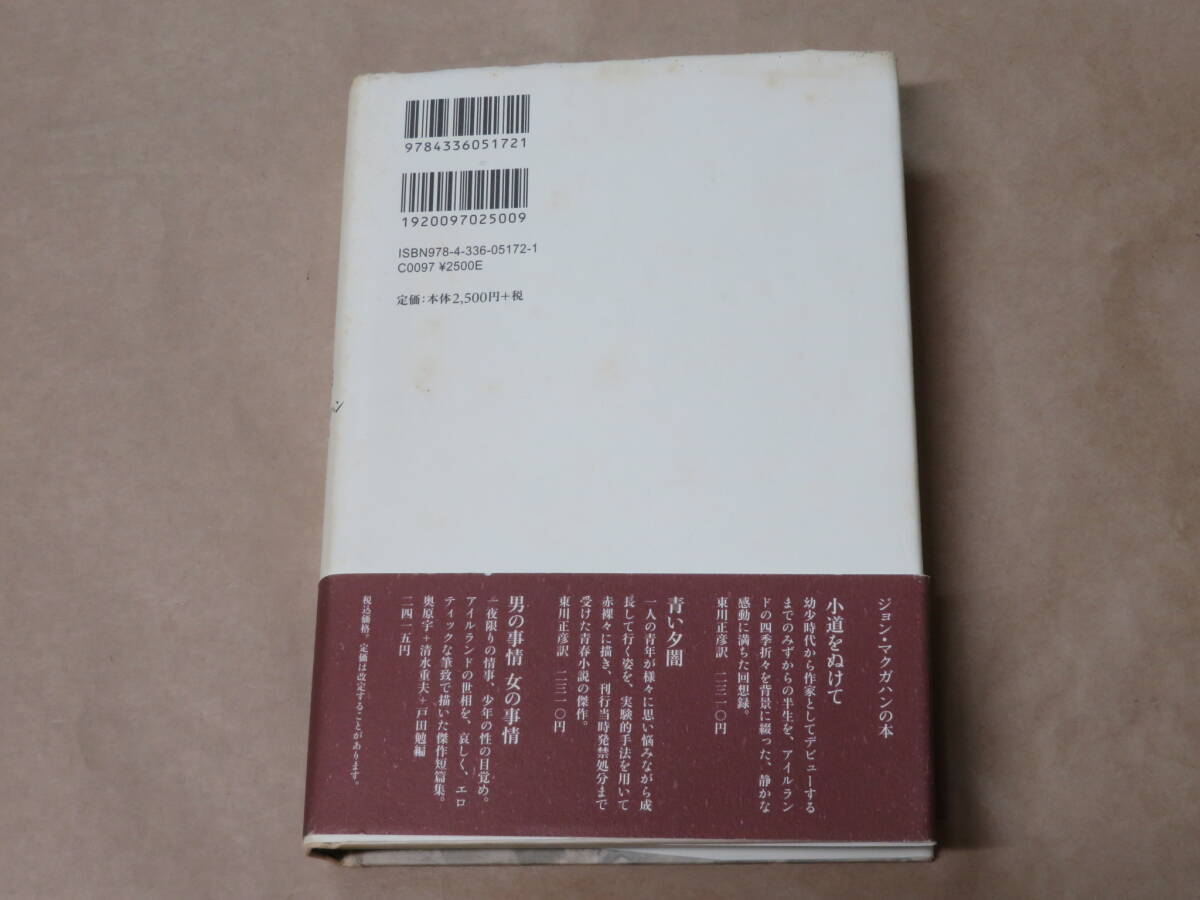 9784336051721
1920097025009
ISBN978-4-336-05172-1
C0097 ¥2500E
定価：本体2,500円＋税
ン
ジョン・マクガハンの本
小道をぬけて
幼少時代から作家としてデビューする
までのみずからの半生を、アイルラン
ドの四季折々を背景に綴った、静かな
感動に満ちた回想録。
東川正彦訳 二三一〇円
青い夕闇
一人の青年が様々に思い悩みながら成
長して行く姿を、実験的手法を用いて
赤裸々に描き、刊行当時発禁処分まで
受けた青春小説の傑作。
東川正彦訳 二三一〇円
男の事情 女の事情
一夜限りの情事、少年の性の目覚め。
アイルランドの世相を、哀しく、エロ
ティックな筆致で描いた傑作短篇集。
奥原宇＋清水重夫＋戸田勉編
二四一五円
税込価格。定価は改定することがあります。